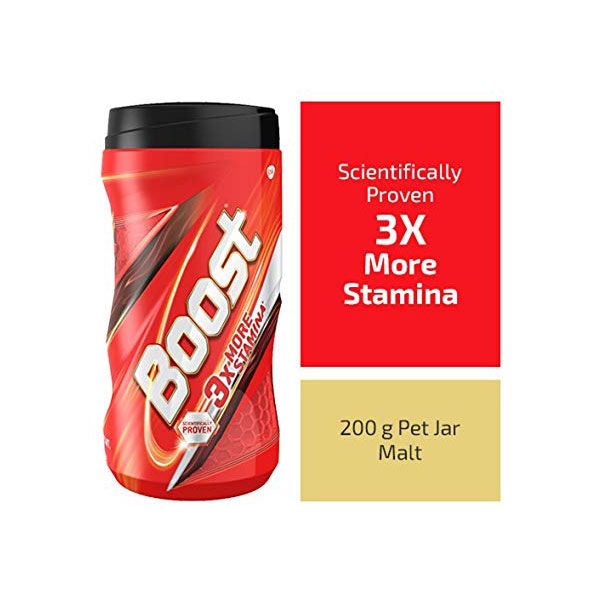 Boost
3X MORE
STAMINA*
SCIENTIFICALLY
PROVEN
Scientifically
Proven
3X
More
Stamina
200 g Pet Jar
Malt